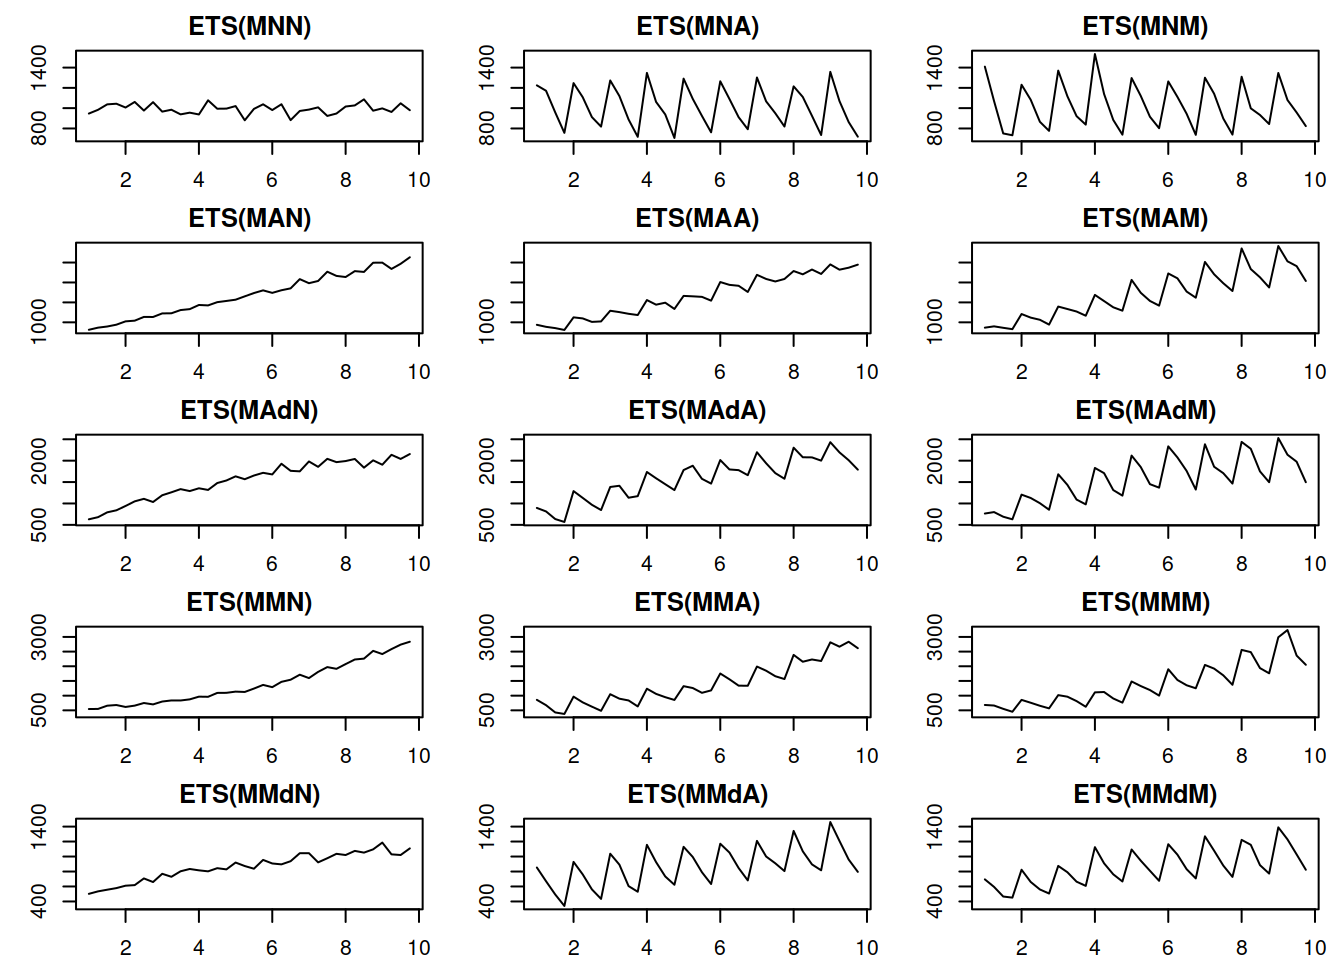 ETS(MNN) ETS(MNA) ETS(MNM)
1400 1400 1400
800 800 800
2 4 6 8 10 2 4 6 8 10 2 4 6 8 10
ETS(MAN) ETS(MAA) ETS(MAM)
1000 1000 1000
2 4 6 8 10 2 4 6 8 10 2 4 6 8 10
ETS(MAdN) ETS(MAdA) ETS(MAdM)
2000 2000 2000
500 500 500
2 4 6 8 10 2 4 6 8 10 2 4 6 8 10
ETS(MMN) ETS(MMA) ETS(MMM)
3000 3000 3000
500 500 500
2 4 6 8 10 2 4 6 8 10 2 4 6 8 10
ETS(MMdN) ETS(MMdA) ETS(MMdM)
1400 1400 1400
400 400 400
2 4 6 8 10 2 4 6 8 10 2 4 6 8 10